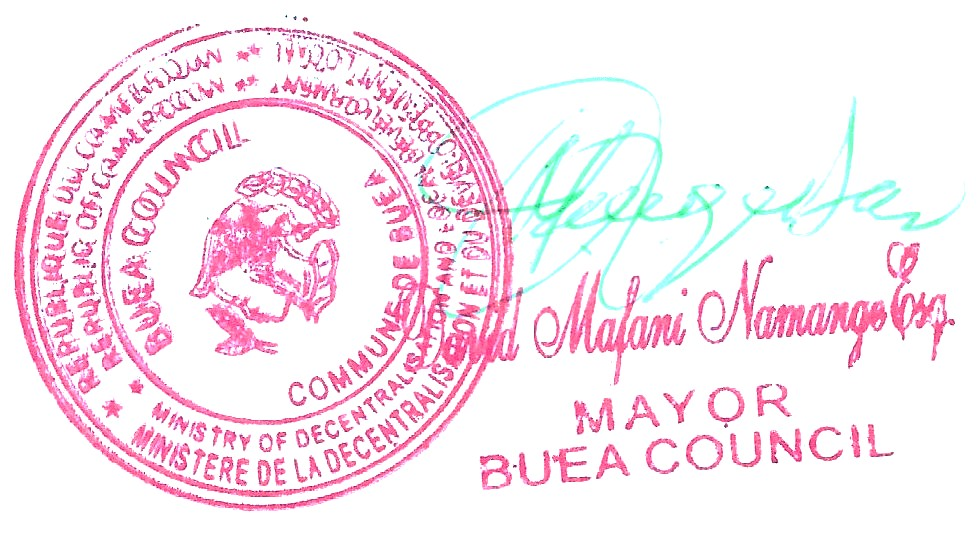 REPUBLIQUE DU CAMEROUN **
REPUBLIC OF CAMEROON **
BUEA COUNCIL
COMMUNE DE BUEA
* MINISTRY OF DECENTRALISATION AND
* MINISTERE DE LA DECENTRALISATION ET DU
Mafani Namange Esq.
MAYOR
BUEA COUNCIL